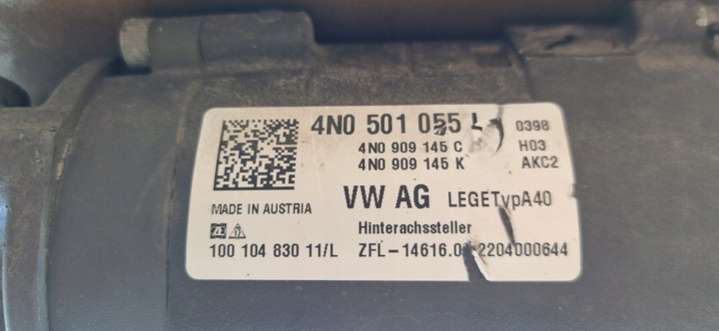 4N0 501 055 L 0398
4N0 909 145 C H03
4N0 909 145 K AKC2
MADE IN AUSTRIA VW AG LEGETypA40
Hinterachssteller
100 104 830 11/L ZFL-14616.01 2204000644